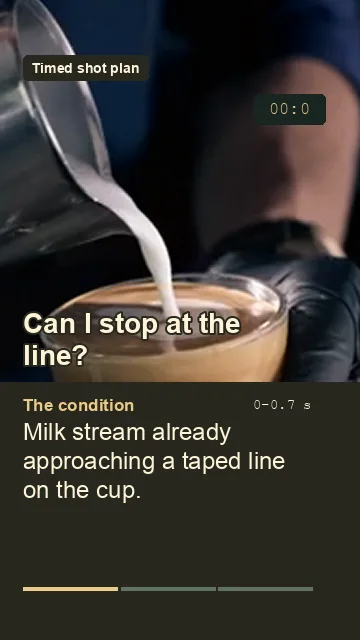 Timed shot plan
00:0
Can I stop at the
line?
The condition
0–0.7 s
Milk stream already
approaching a taped line
on the cup.